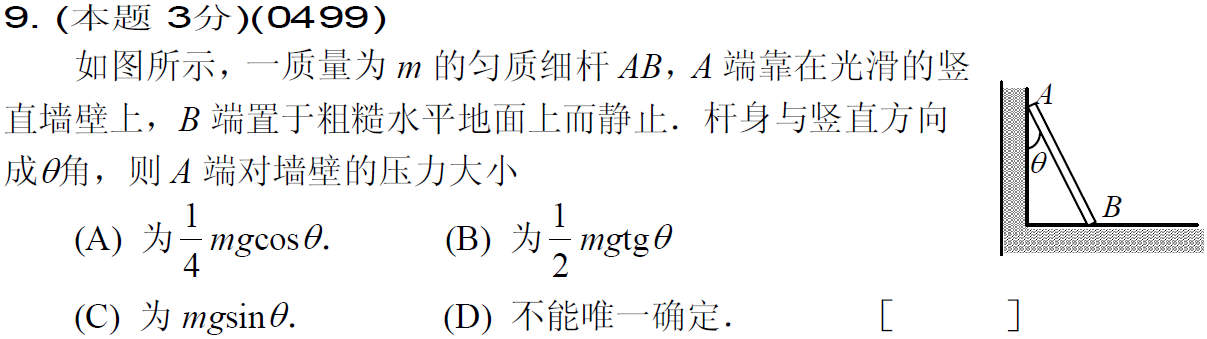 9. (本题 3分)(0499)
如图所示，一质量为 m 的匀质细杆 AB，A 端靠在光滑的竖
直墙壁上，B 端置于粗糙水平地面上而静止．杆身与竖直方向
成θ角，则 A 端对墙壁的压力大小
(A) 为 1/4 mgcosθ. (B) 为 1/2 mgtgθ
(C) 为 mgsinθ. (D) 不能唯一确定． [ ]
A
θ
B